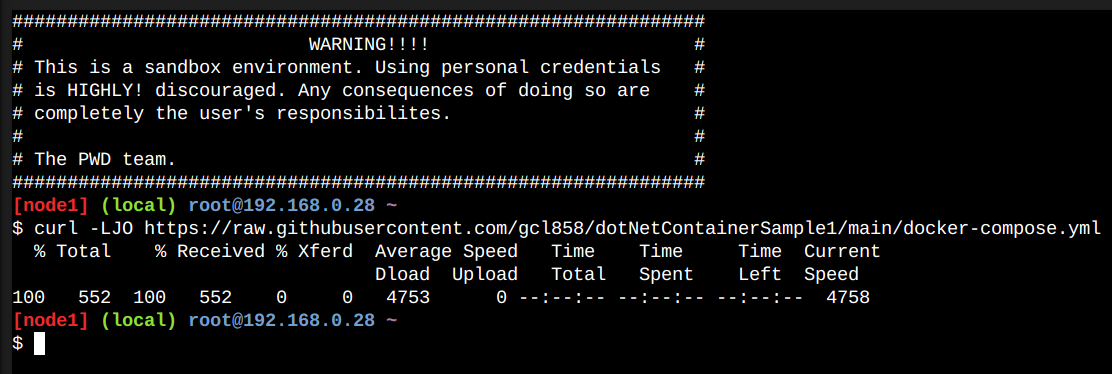 ###############################################################
#                          WARNING!!!!                        #
# This is a sandbox environment. Using personal credentials   #
# is HIGHLY! discouraged. Any consequences of doing so are    #
# completely the user's responsibilites.                      #
#                                                             #
# The PWD team.                                               #
###############################################################
[node1] (local) root@192.168.0.28 ~
$ curl -LJO https://raw.githubusercontent.com/gcl858/dotNetContainerSample1/main/docker-compose.yml
  % Total    % Received % Xferd  Average Speed   Time    Time     Time  Current
                                 Dload  Upload   Total   Spent    Left  Speed
100   552  100   552    0     0   4753      0 --:--:-- --:--:-- --:--:--  4758
[node1] (local) root@192.168.0.28 ~
$